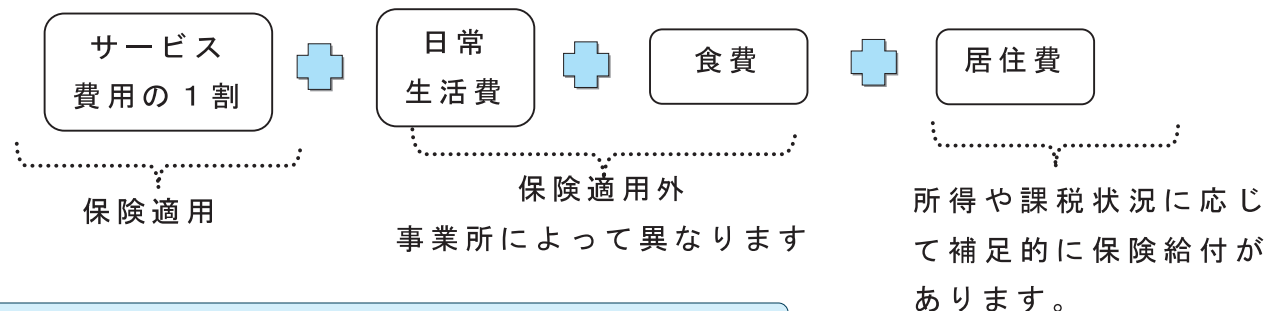 サービス
費用の１割
日常
生活費
食費
居住費
保険適用
保険適用外
事業所によって異なります
所得や課税状況に応じ
て補足的に保険給付が
あります。